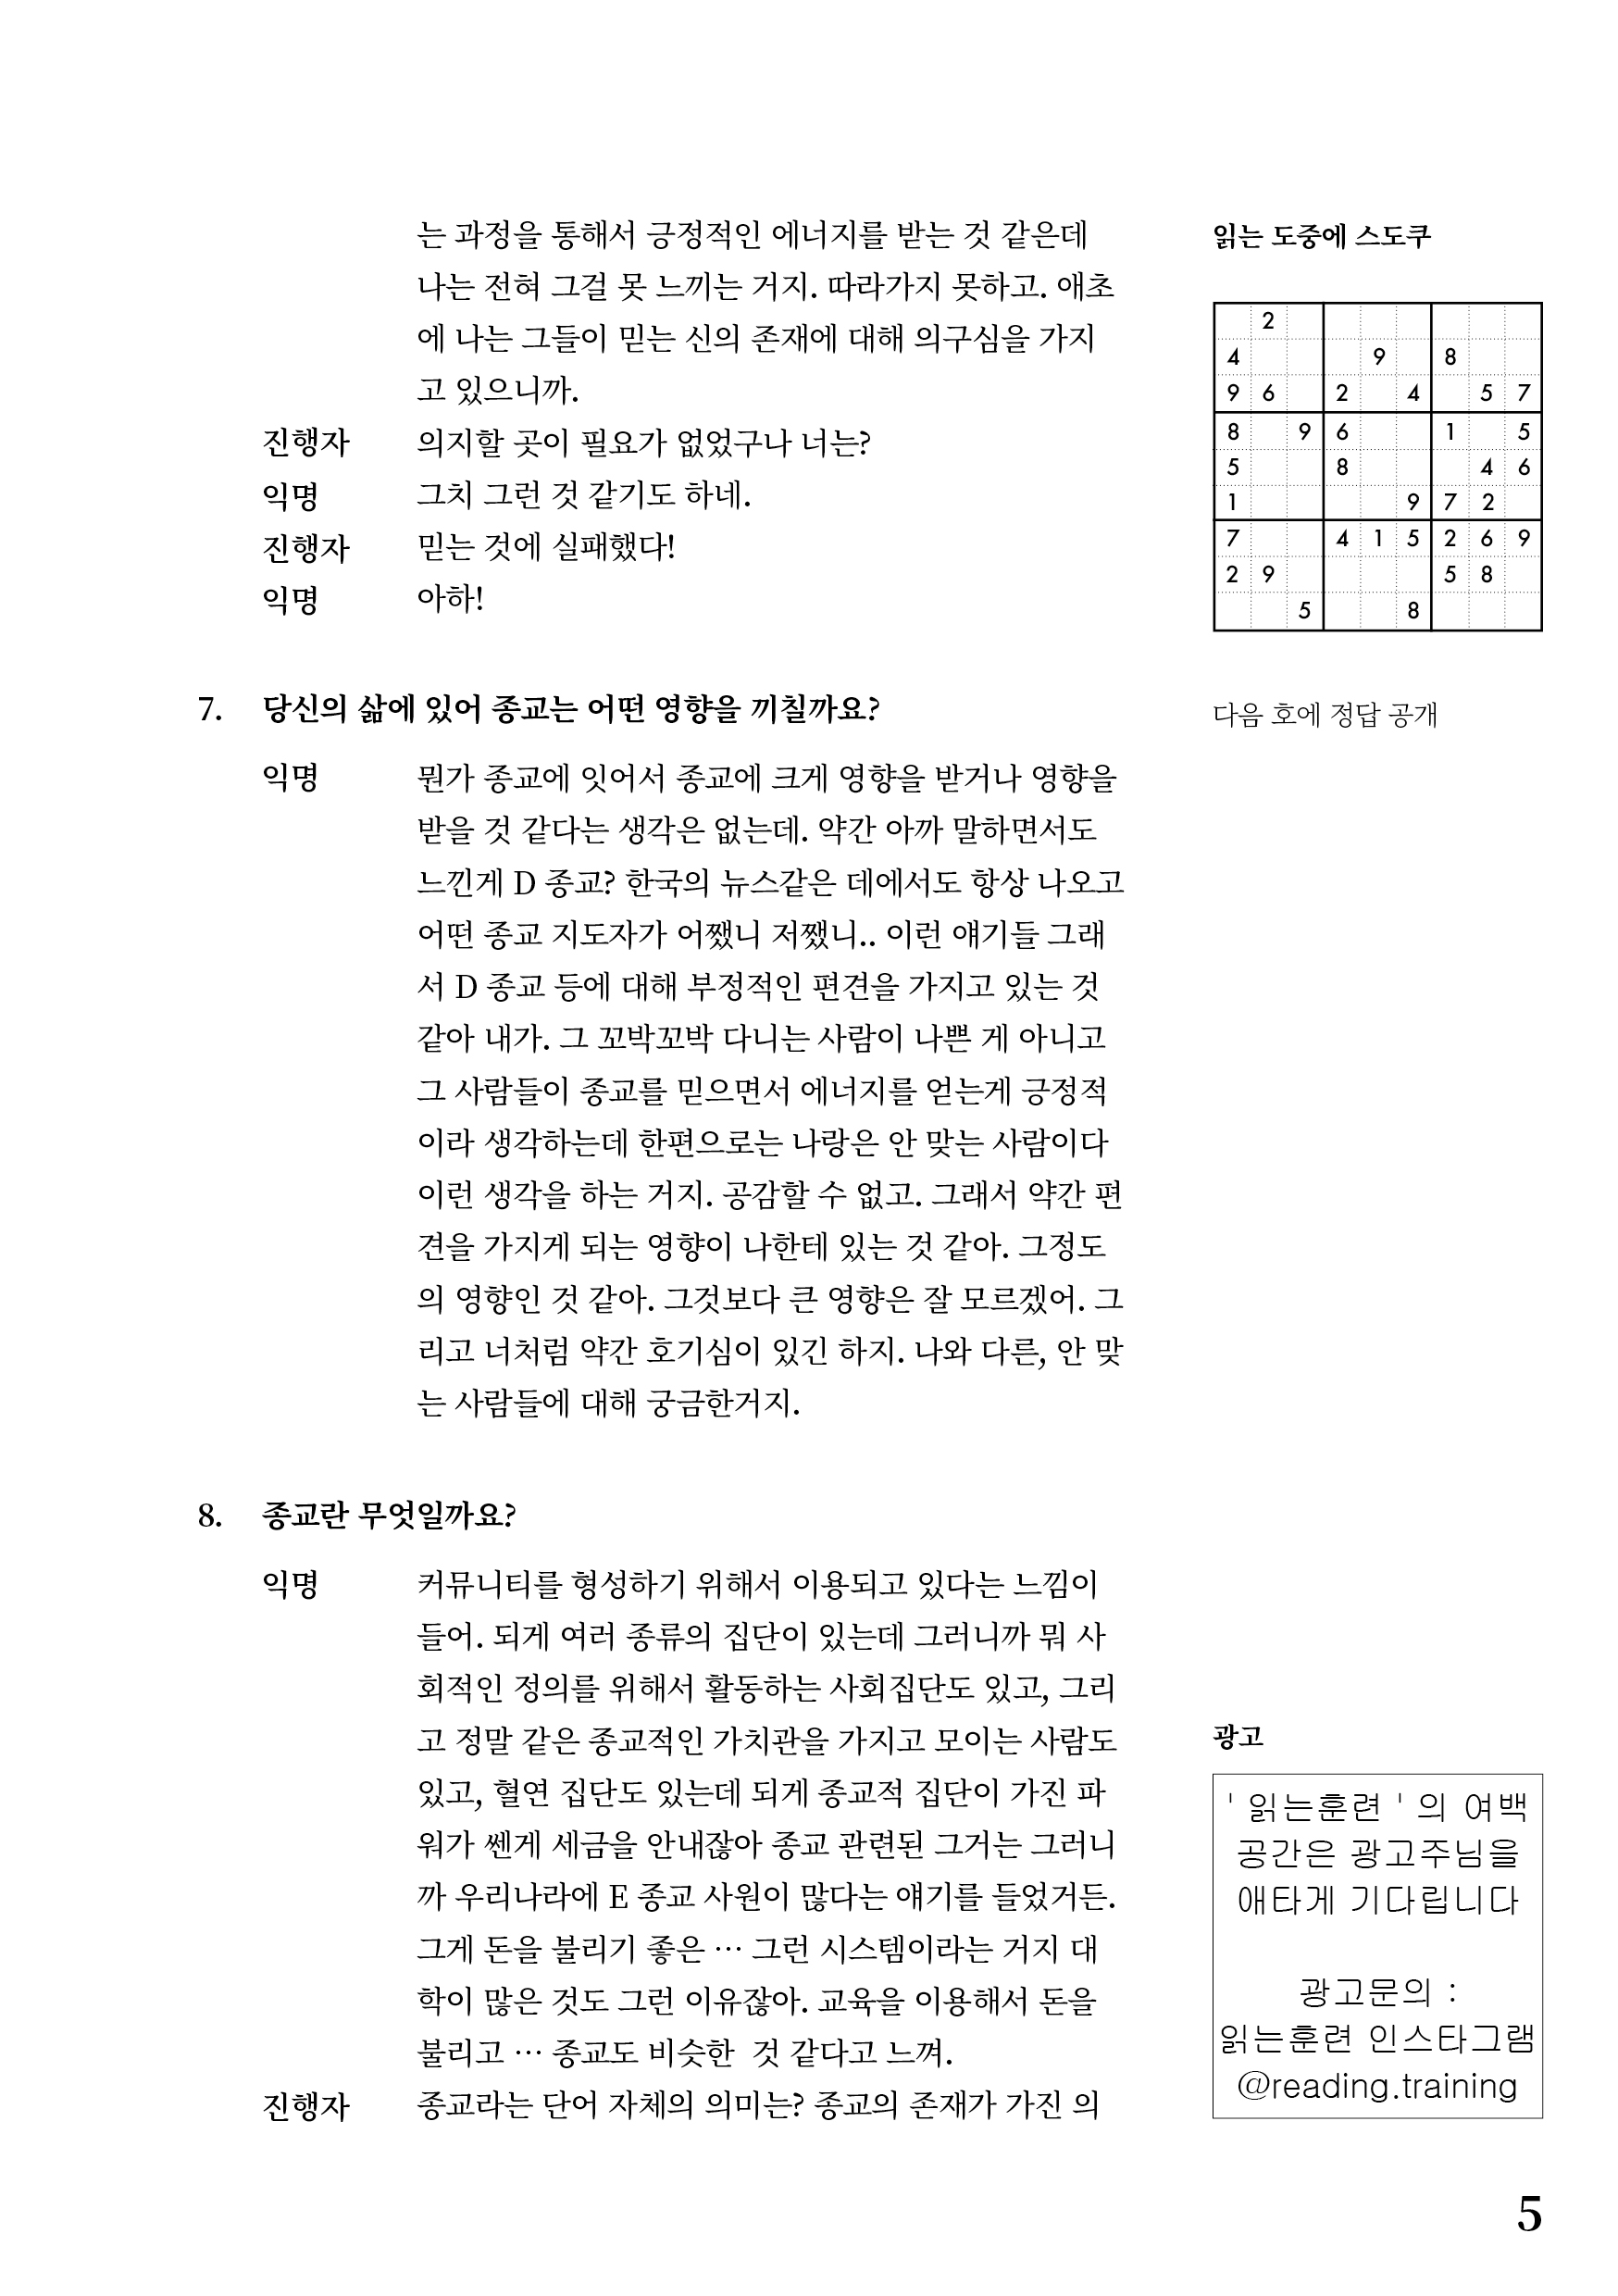 는 과정을 통해서 긍정적인 에너지를 받는 것 같은데
나는 전혀 그걸 못 느끼는 거지. 따라가지 못하고. 애초
에 나는 그들이 믿는 신의 존재에 대해 의구심을 가지
고 있으니까.
진행자 의지할 곳이 필요가 없었구나 너는?
익명 그치 그런 것 같기도 하네.
진행자 믿는 것에 실패했다!
익명 아하!
7. 당신의 삶에 있어 종교는 어떤 영향을 끼칠까요?
익명 뭔가 종교에 잇어서 종교에 크게 영향을 받거나 영향을
받을 것 같다는 생각은 없는데. 약간 아까 말하면서도
느낀게 D 종교? 한국의 뉴스같은 데에서도 항상 나오고
어떤 종교 지도자가 어쨌니 저쨌니.. 이런 얘기들 그래
서 D 종교 등에 대해 부정적인 편견을 가지고 있는 것
같아 내가. 그 꼬박꼬박 다니는 사람이 나쁜 게 아니고
그 사람들이 종교를 믿으면서 에너지를 얻는게 긍정적
이라 생각하는데 한편으로는 나랑은 안 맞는 사람이다
이런 생각을 하는 거지. 공감할 수 없고. 그래서 약간 편
견을 가지게 되는 영향이 나한테 있는 것 같아. 그정도
의 영향인 것 같아. 그것보다 큰 영향은 잘 모르겠어. 그
리고 너처럼 약간 호기심이 있긴 하지. 나와 다른, 안 맞
는 사람들에 대해 궁금한거지.
8. 종교란 무엇일까요?
익명 커뮤니티를 형성하기 위해서 이용되고 있다는 느낌이
들어. 되게 여러 종류의 집단이 있는데 그러니까 뭐 사
회적인 정의를 위해서 활동하는 사회집단도 있고, 그리
고 정말 같은 종교적인 가치관을 가지고 모이는 사람도
있고, 혈연 집단도 있는데 되게 종교적 집단이 가진 파
워가 쎈게 세금을 안내잖아 종교 관련된 그거는 그러니
까 우리나라에 E 종교 사원이 많다는 얘기를 들었거든.
그게 돈을 불리기 좋은 … 그런 시스템이라는 거지 대
학이 많은 것도 그런 이유잖아. 교육을 이용해서 돈을
불리고 … 종교도 비슷한 것 같다고 느껴.
진행자 종교라는 단어 자체의 의미는? 종교의 존재가 가진 의
읽는 도중에 스도쿠
2
4 9 8
9 6 2 4 5 7
8 9 6 1 5
5 8 4 6
1 9 7 2
7 4 1 5 2 6 9
2 9 5 8
5 8
다음 호에 정답 공개
광고
' 읽는훈련 ' 의 여백
공간은 광고주님을
애타게 기다립니다
광고문의 :
읽는훈련 인스타그램
@reading.training
5